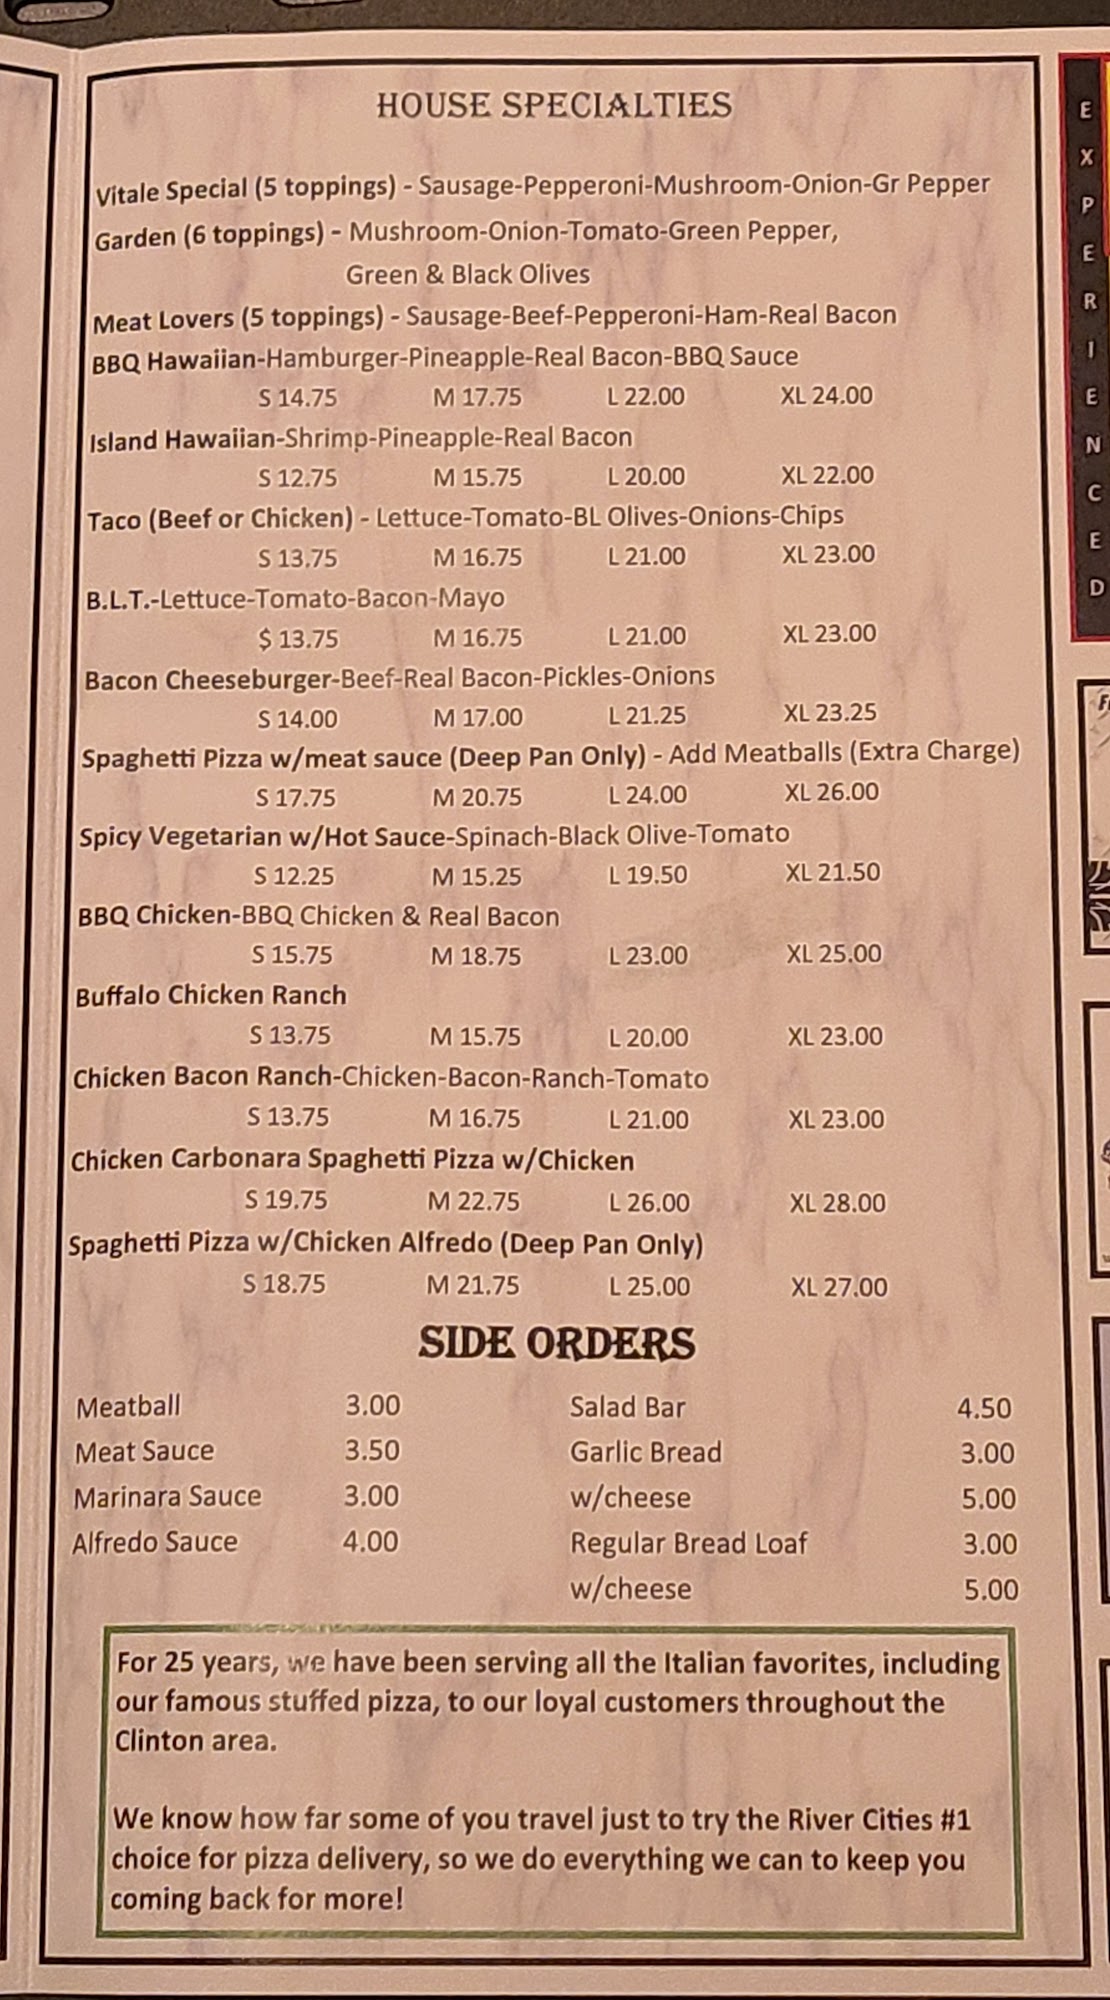 HOUSE SPECIALTIES
Vitale Special (5 toppings) - Sausage-Pepperoni-Mushroom-Onion-Gr Pepper
Garden (6 toppings) - Mushroom-Onion-Tomato-Green Pepper,
Green & Black Olives
Meat Lovers (5 toppings) - Sausage-Beef-Pepperoni-Ham-Real Bacon
BBQ Hawaiian-Hamburger-Pineapple-Real Bacon-BBQ Sauce
S 14.75 M 17.75 L 22.00 XL 24.00
Island Hawaiian-Shrimp-Pineapple-Real Bacon
S 12.75 M 15.75 L 20.00 XL 22.00
Taco (Beef or Chicken) - Lettuce-Tomato-BL Olives-Onions-Chips
S 13.75 M 16.75 L 21.00 XL 23.00
B.L.T.-Lettuce-Tomato-Bacon-Mayo
$ 13.75 M 16.75 L 21.00 XL 23.00
Bacon Cheeseburger-Beef-Real Bacon-Pickles-Onions
S 14.00 M 17.00 L 21.25 XL 23.25
Spaghetti Pizza w/meat sauce (Deep Pan Only) - Add Meatballs (Extra Charge)
S 17.75 M 20.75 L 24.00 XL 26.00
Spicy Vegetarian w/Hot Sauce-Spinach-Black Olive-Tomato
S 12.25 M 15.25 L 19.50 XL 21.50
BBQ Chicken-BBQ Chicken & Real Bacon
S 15.75 M 18.75 L 23.00 XL 25.00
Buffalo Chicken Ranch
S 13.75 M 15.75 L 20.00 XL 23.00
Chicken Bacon Ranch-Chicken-Bacon-Ranch-Tomato
S 13.75 M 16.75 L 21.00 XL 23.00
Chicken Carbonara Spaghetti Pizza w/Chicken
S 19.75 M 22.75 L 26.00 XL 28.00
Spaghetti Pizza w/Chicken Alfredo (Deep Pan Only)
S 18.75 M 21.75 L 25.00 XL 27.00
SIDE ORDERS
Meatball 3.00 Salad Bar 4.50
Meat Sauce 3.50 Garlic Bread 3.00
Marinara Sauce 3.00 w/cheese 5.00
Alfredo Sauce 4.00 Regular Bread Loaf 3.00
w/cheese 5.00
For 25 years, we have been serving all the Italian favorites, including
our famous stuffed pizza, to our loyal customers throughout the
Clinton area.
We know how far some of you travel just to try the River Cities #1
choice for pizza delivery, so we do everything we can to keep you
coming back for more!
EXPERIENCED